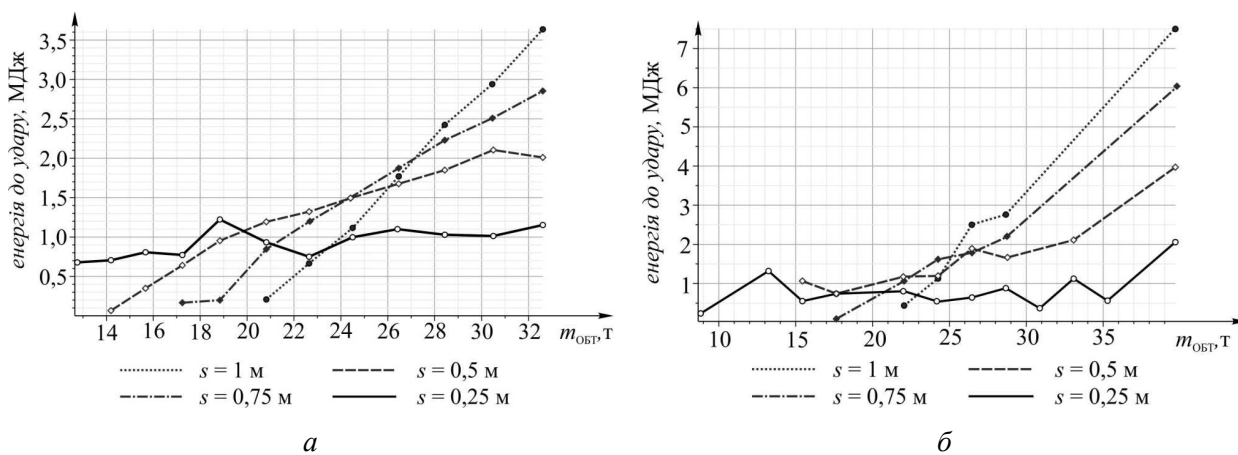 енергія до удару, МДж
3,5
3,0
2,5
2,0
1,5
1,0
0,5
14 16 18 20 22 24 26 28 30 32 mОБТ,т
s = 1 м s = 0,5 м
s = 0,75 м s = 0,25 м
а
енергія до удару, МДж
7
6
5
4
3
2
1
10 15 20 25 30 35 mОБТ,т
s = 1 м s = 0,5 м
s = 0,75 м s = 0,25 м
б